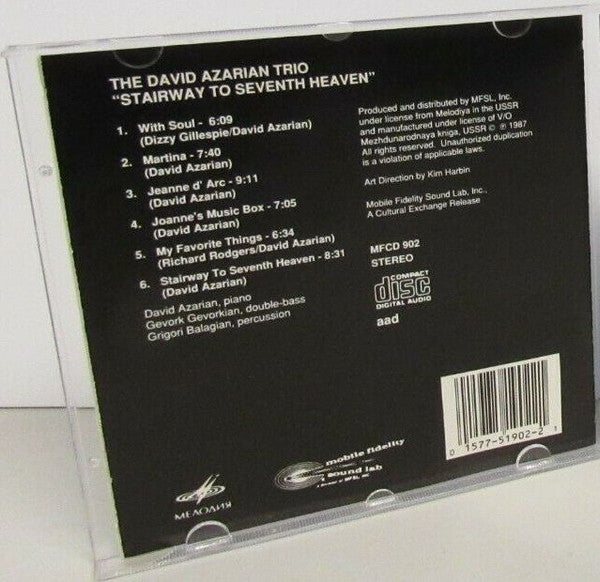 THE DAVID AZARIAN TRIO
"STAIRWAY TO SEVENTH HEAVEN"
1. With Soul - 6:09
(Dizzy Gillespie/David Azarian)
2. Martina - 7:40
(David Azarian)
3. Jeanne d' Arc - 9:11
(David Azarian)
4. Joanne's Music Box - 7:05
(David Azarian)
5. My Favorite Things - 6:34
(Richard Rodgers/David Azarian)
6. Stairway To Seventh Heaven - 8:31
(David Azarian)
David Azarian, piano
Gevork Gevorkian, double-bass
Grigori Balagian, percussion
Produced and distributed by MFSL, Inc.
under license from Melodiya in the USSR
and manufactured under license of V/O
Mezhdunarodnaya kniga, USSR © ℗ 1987
All rights reserved. Unauthorized duplication
is a violation of applicable laws.
Art Direction by Kim Harbin
Mobile Fidelity Sound Lab, Inc.,
A Cultural Exchange Release
MFCD 902
STEREO
COMPACT
disc
DIGITAL AUDIO
aad
МЕЛОДИЯ
mobile fidelity
sound lab
a division of MFSL, INC
0 1577-51902-2 1